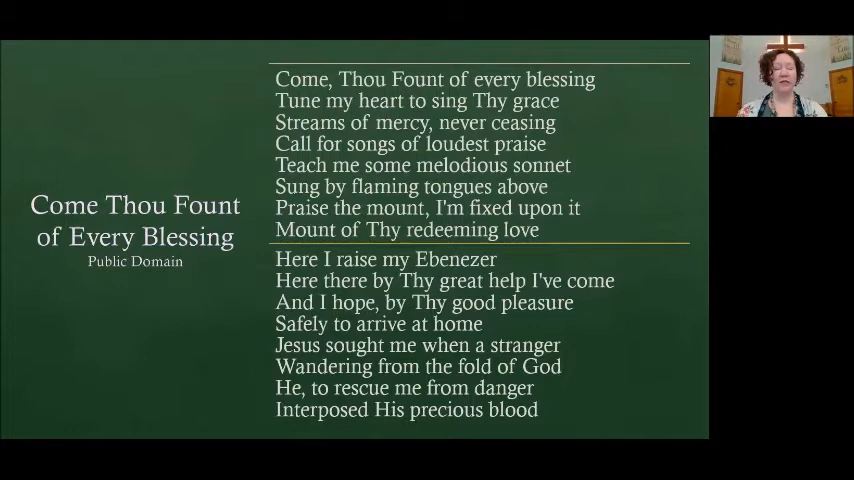 Come Thou Fount
of Every Blessing
Public Domain
Come, Thou Fount of every blessing
Tune my heart to sing Thy grace
Streams of mercy, never ceasing
Call for songs of loudest praise
Teach me some melodious sonnet
Sung by flaming tongues above
Praise the mount, I'm fixed upon it
Mount of Thy redeeming love
Here I raise my Ebenezer
Here there by Thy great help I've come
And I hope, by Thy good pleasure
Safely to arrive at home
Jesus sought me when a stranger
Wandering from the fold of God
He, to rescue me from danger
Interposed His precious blood